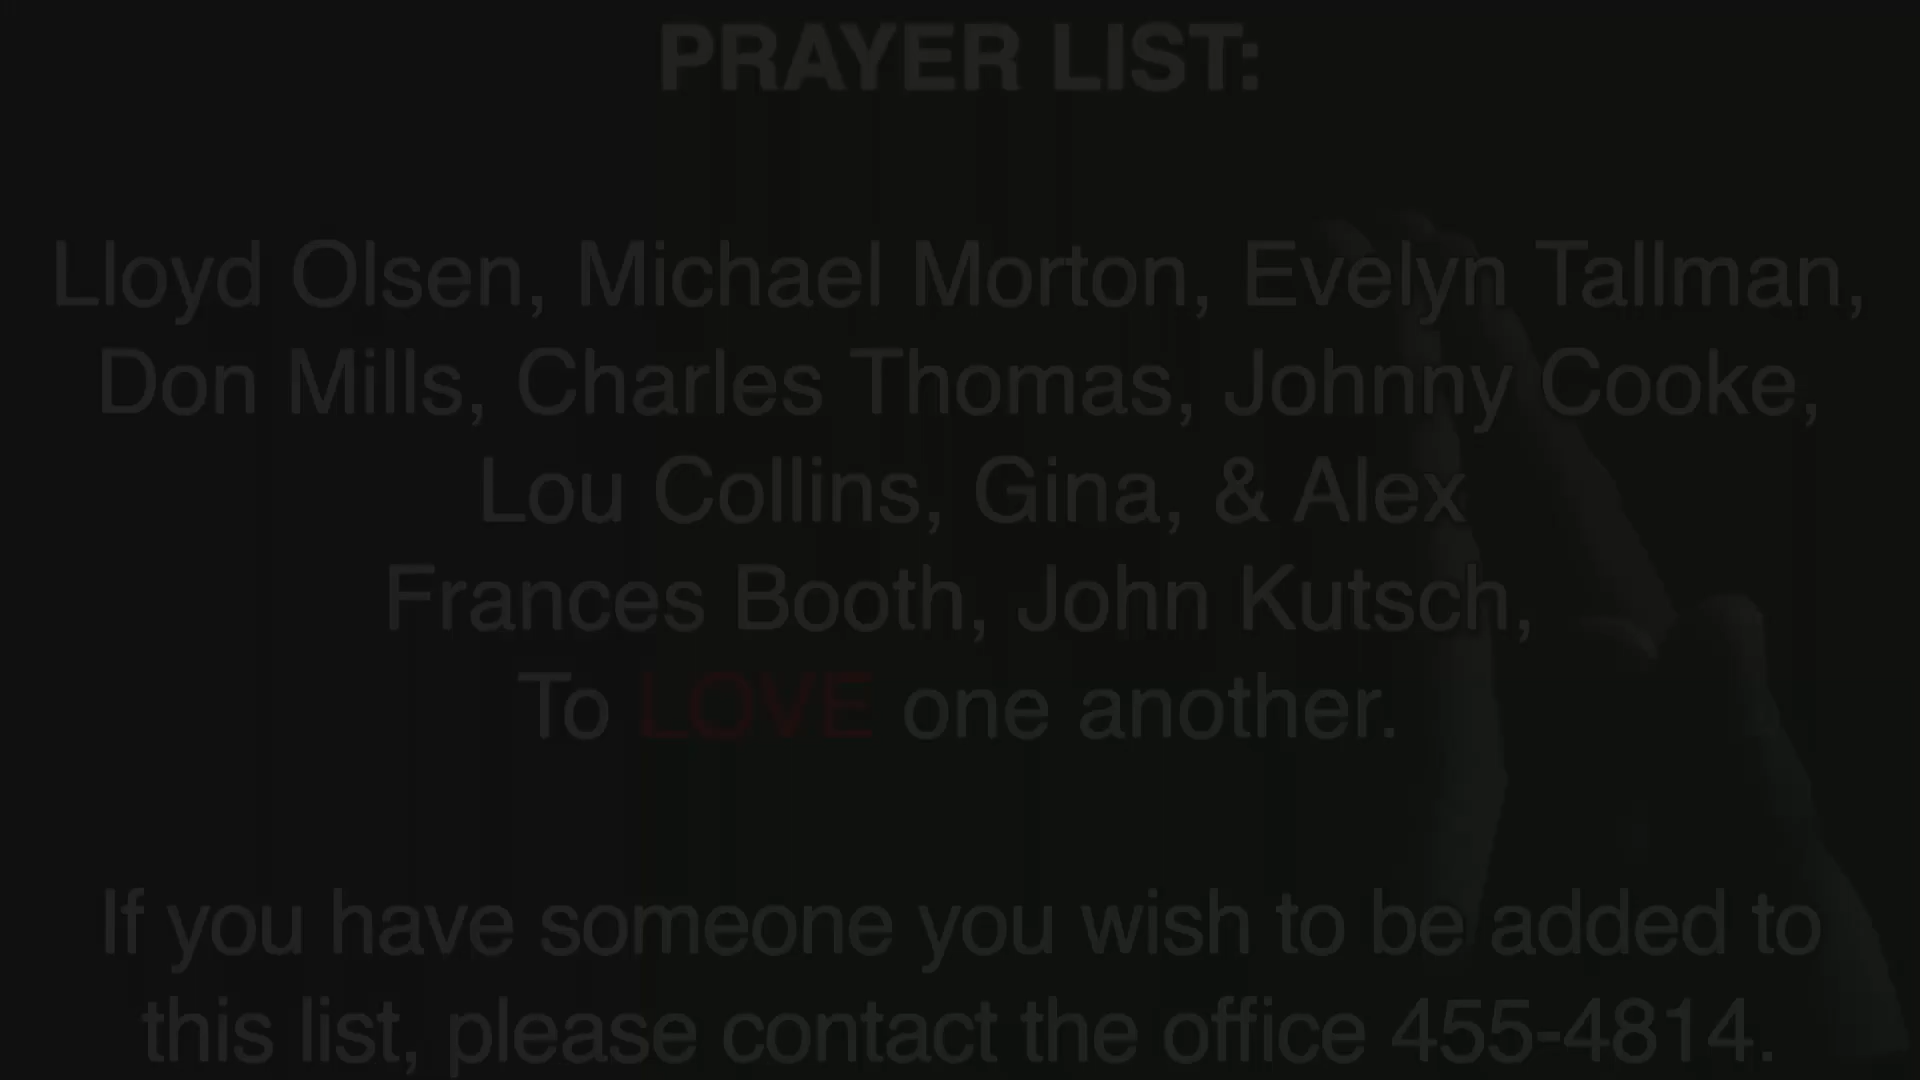 PRAYER LIST:
Lloyd Olsen, Michael Morton, Evelyn Tallman,
Don Mills, Charles Thomas, Johnny Cooke,
Lou Collins, Gina, & Alex
Frances Booth, John Kutsch,
To LOVE one another.
If you have someone you wish to be added to
this list, please contact the office 455-4814.